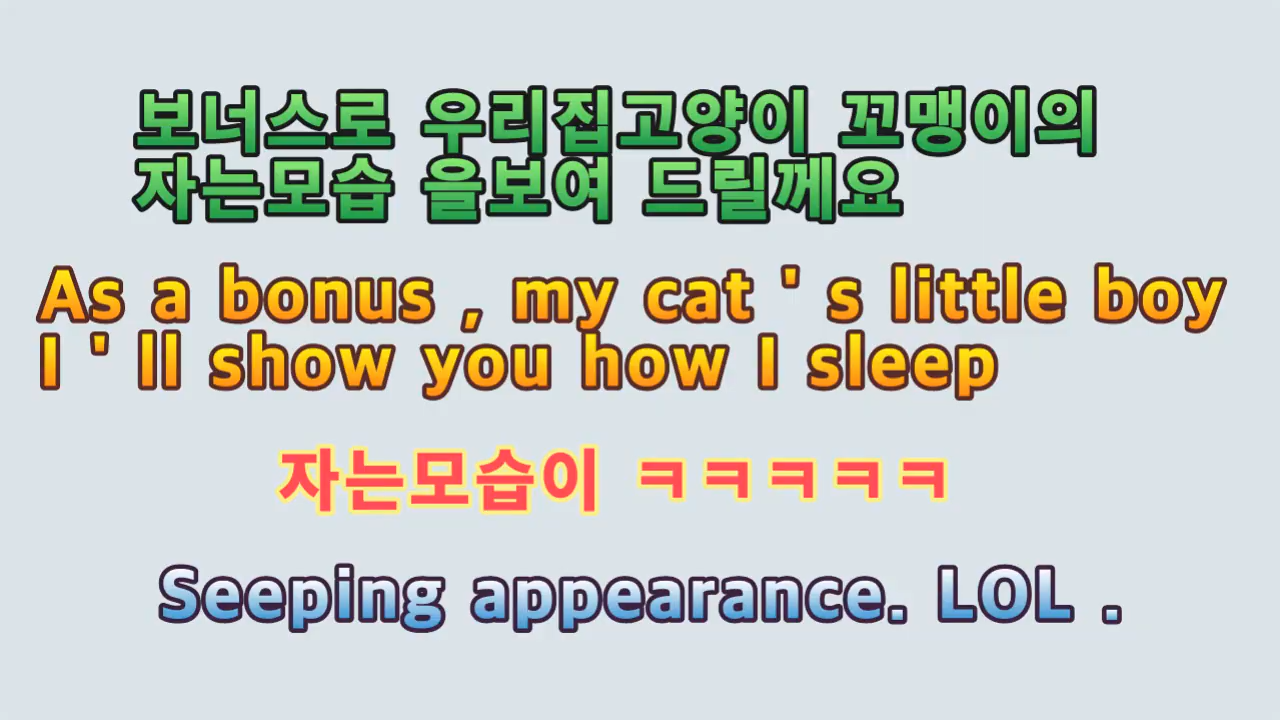 보너스로 우리집고양이 꼬맹이의
자는모습 을보여 드릴께요
As a bonus , my cat ' s little boy
I ' ll show you how I sleep
자는모습이 ㅋㅋㅋㅋㅋ
Seeping appearance. LOL .